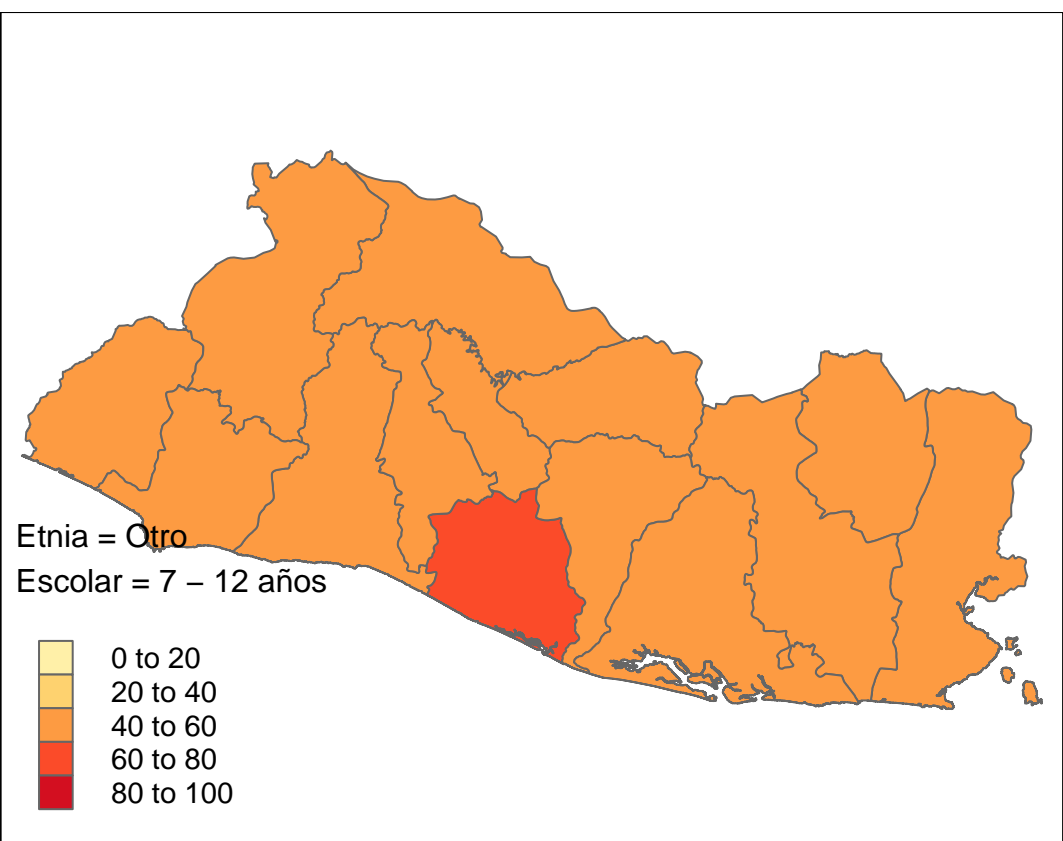 Etnia = Otro
Escolar = 7 − 12 años
0 to 20
20 to 40
40 to 60
60 to 80
80 to 100